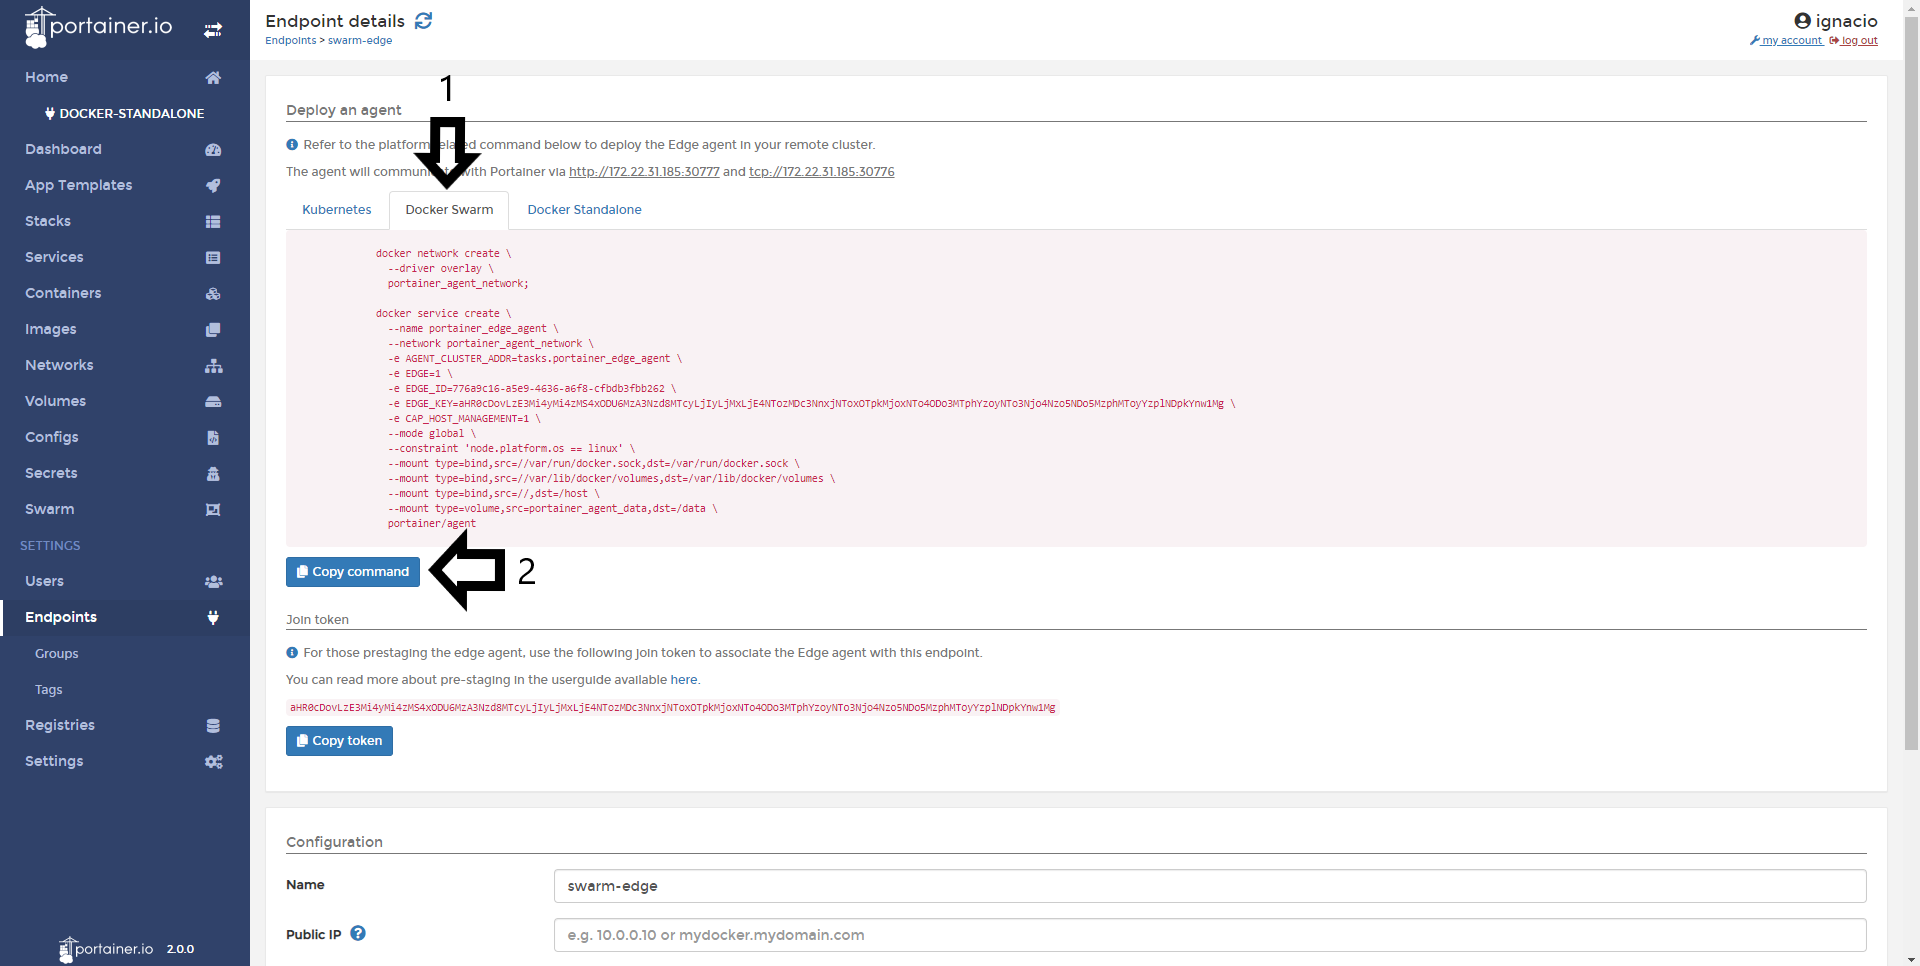 portainer.io
Home
DOCKER-STANDALONE
Dashboard
App Templates
Stacks
Services
Containers
Images
Networks
Volumes
Configs
Secrets
Swarm
SETTINGS
Users
Endpoints
Groups
Tags
Registries
Settings
portainer.io 2.0.0
Endpoint details
Endpoints > swarm-edge
ignacio
my account log out
1
Deploy an agent
Refer to the platform related command below to deploy the Edge agent in your remote cluster.
The agent will communicate with Portainer via http://172.22.31.185:30777 and tcp://172.22.31.185:30776
Kubernetes Docker Swarm Docker Standalone
docker network create \
--driver overlay \
portainer_agent_network;
docker service create \
--name portainer_edge_agent \
--network portainer_agent_network \
-e AGENT_CLUSTER_ADDR=tasks.portainer_edge_agent \
-e EDGE=1 \
-e EDGE_ID=776a9c16-a5e9-4636-a6f8-cfbdb3fbb262 \
-e EDGE_KEY=aHR0cDovLzE3Mi4yMi4zMS4xODU6MzA3Nzd8MTcyLjIyLjMxLjE4NTozMDc3NnxjNToxOTpkMjoxNTo4ODo3MTphYzoyNTo3Njo4Nzo5NDo5MzphMToyYzplNDpkYnw1Mg \
-e CAP_HOST_MANAGEMENT=1 \
--mode global \
--constraint 'node.platform.os == linux' \
--mount type=bind,src=//var/run/docker.sock,dst=/var/run/docker.sock \
--mount type=bind,src=//var/lib/docker/volumes,dst=/var/lib/docker/volumes \
--mount type=bind,src=//,dst=/host \
--mount type=volume,src=portainer_agent_data,dst=/data \
portainer/agent
Copy command 2
Join token
For those prestaging the edge agent, use the following join token to associate the Edge agent with this endpoint.
You can read more about pre-staging in the userguide available here.
aHR0cDovLzE3Mi4yMi4zMS4xODU6MzA3Nzd8MTcyLjIyLjMxLjE4NTozMDc3NnxjNToxOTpkMjoxNTo4ODo3MTphYzoyNTo3Njo4Nzo5NDo5MzphMToyYzplNDpkYnw1Mg
Copy token
Configuration
Name swarm-edge
Public IP e.g. 10.0.0.10 or mydocker.mydomain.com